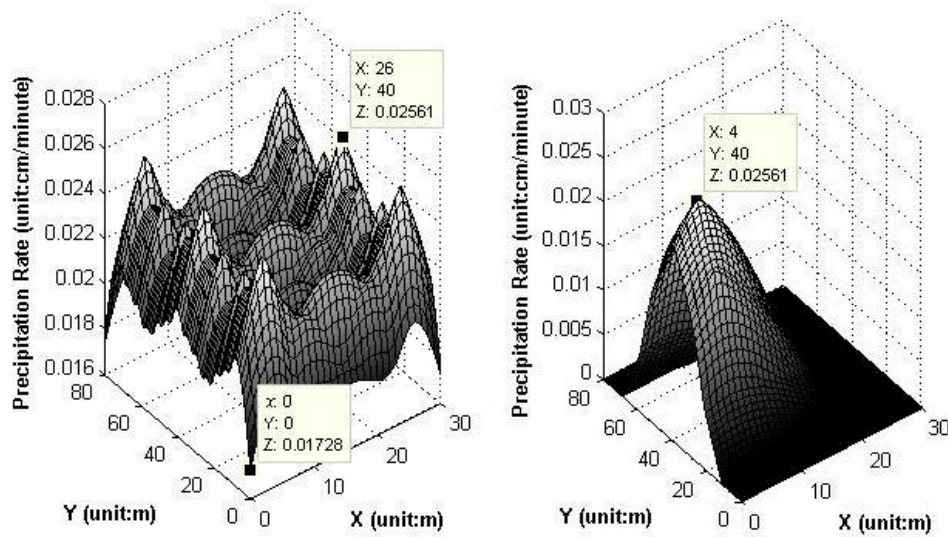 Precipitation Rate (unit:cm/minute)
0.028
0.026
0.024
0.022
0.02
0.018
0.016
80
60
40
20
0
Y (unit:m)
0
10
20
30
X (unit:m)
X: 26
Y: 40
Z: 0.02561
x: 0
Y: 0
Z: 0.01728
Precipitation Rate (unit:cm/minute)
0.03
0.025
0.02
0.015
0.01
0.005
0
80
60
40
20
0
Y (unit:m)
0
10
20
30
X (unit:m)
X: 4
Y: 40
Z: 0.02561